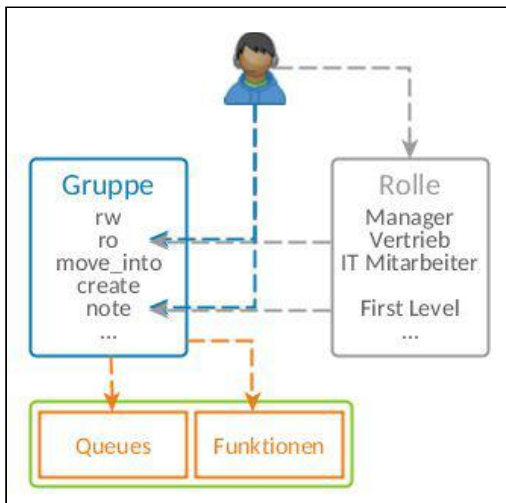 Gruppe
rw
ro
move_into
create
note
...
Rolle
Manager
Vertrieb
IT Mitarbeiter
First Level
...
Queues
Funktionen